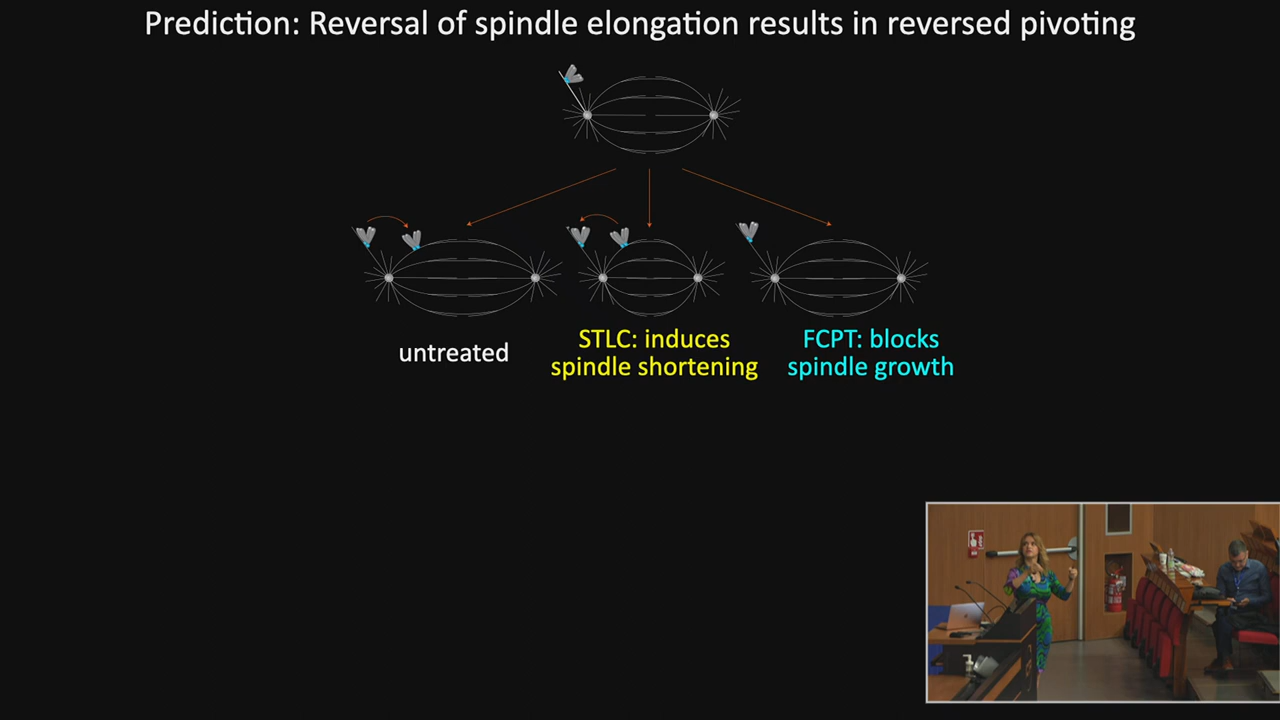 Prediction: Reversal of spindle elongation results in reversed pivoting
untreated
STLC: induces
spindle shortening
FCPT: blocks
spindle growth